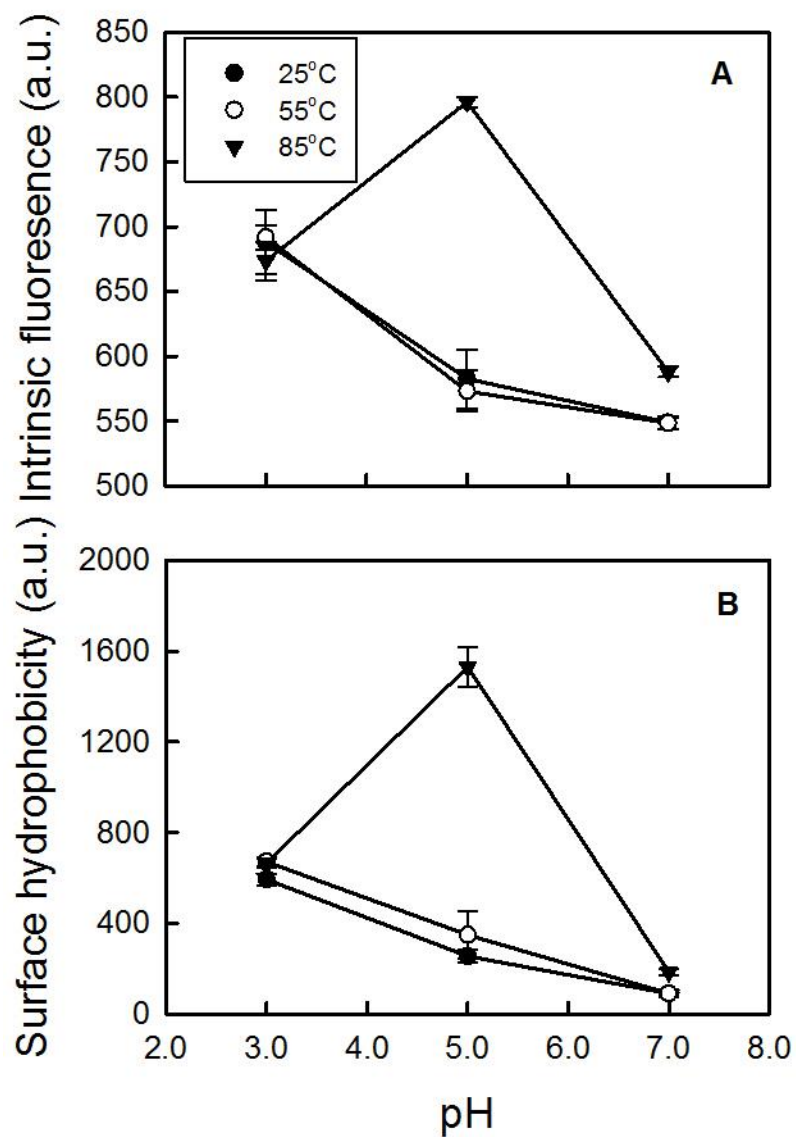 Intrinsic fluoresence (a.u.)
850
800
750
700
650
600
550
500
25°C
55°C
85°C
A
Surface hydrophobicity (a.u.)
2000
1600
1200
800
400
0
B
2.0 3.0 4.0 5.0 6.0 7.0 8.0
pH